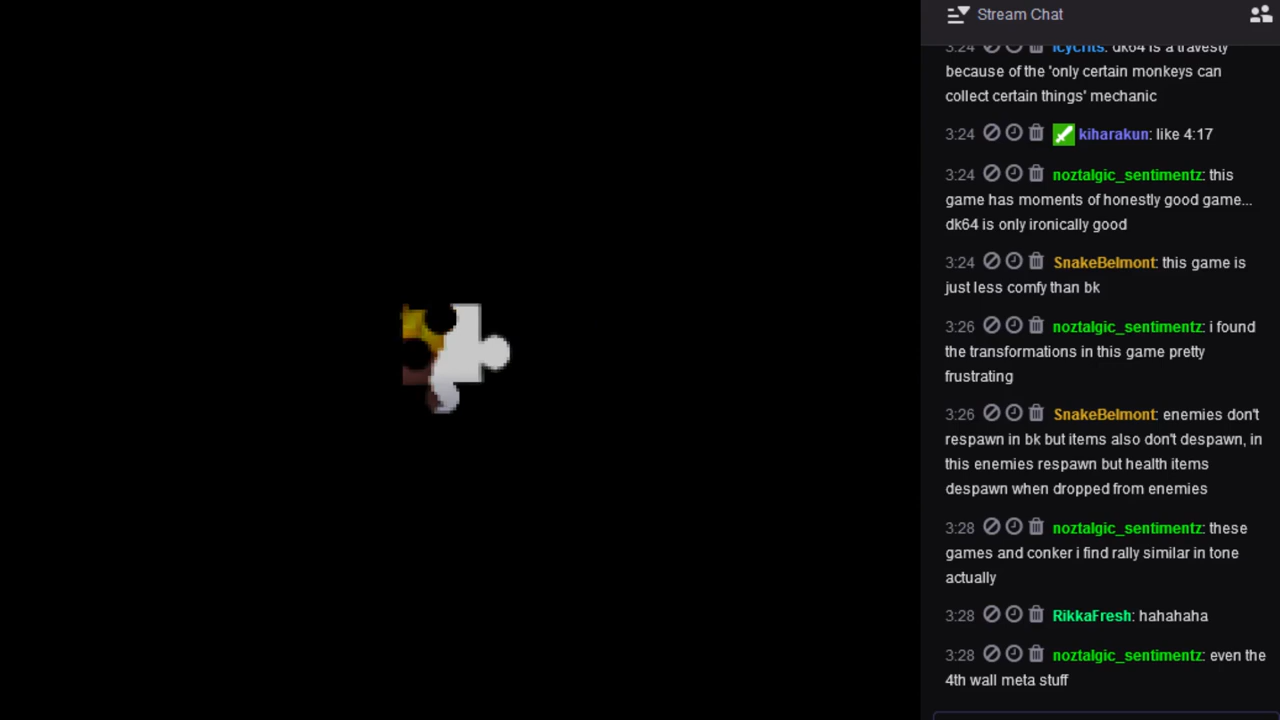 Stream Chat
3:24 IcyCrits: dk64 is a travesty
because of the 'only certain monkeys can
collect certain things' mechanic
3:24 kiharakun: like 4:17
3:24 noztalgic_sentimentz: this
game has moments of honestly good game...
dk64 is only ironically good
3:24 SnakeBelmont: this game is
just less comfy than bk
3:26 noztalgic_sentimentz: i found
the transformations in this game pretty
frustrating
3:26 SnakeBelmont: enemies don't
respawn in bk but items also don't despawn, in
this enemies respawn but health items
despawn when dropped from enemies
3:28 noztalgic_sentimentz: these
games and conker i find rally similar in tone
actually
3:28 RikkaFresh: hahahaha
3:28 noztalgic_sentimentz: even the
4th wall meta stuff